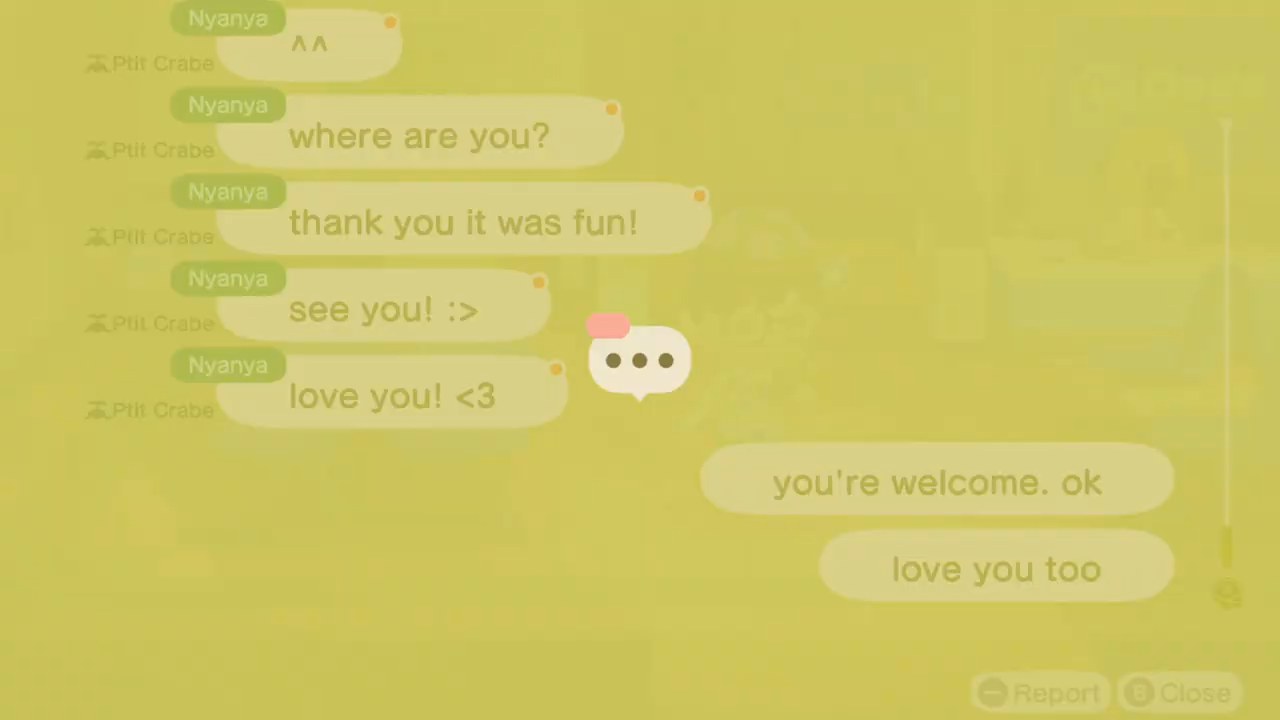 Nyanya
^^
Ptit Crabe
Nyanya
where are you?
Ptit Crabe
Nyanya
thank you it was fun!
Ptit Crabe
Nyanya
see you! :>
Ptit Crabe
Nyanya
love you! <3
Ptit Crabe
you're welcome. ok
love you too
Report
Close